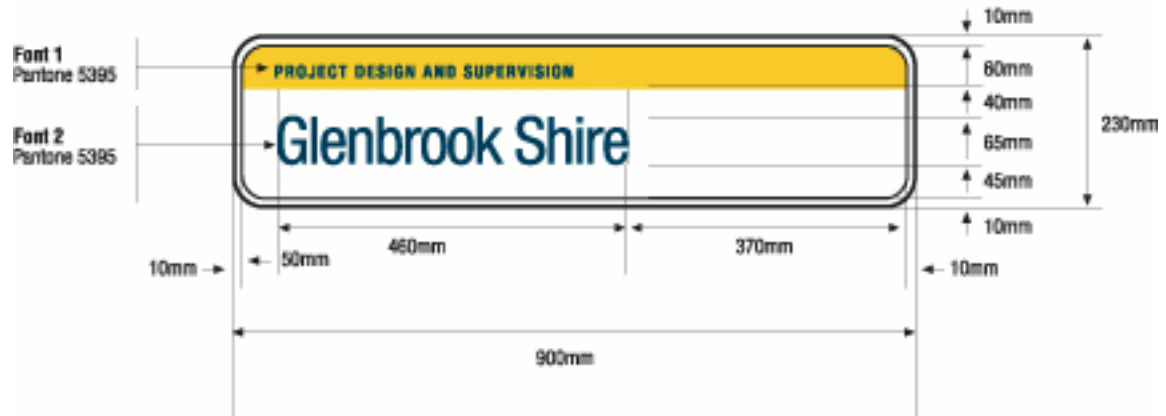 10mm
Font 1
Pantone 5395
PROJECT DESIGN AND SUPERVISION
60mm
40mm
230mm
Font 2
Pantone 5395
Glenbrook Shire
65mm
45mm
10mm
460mm
370mm
10mm
50mm
10mm
900mm